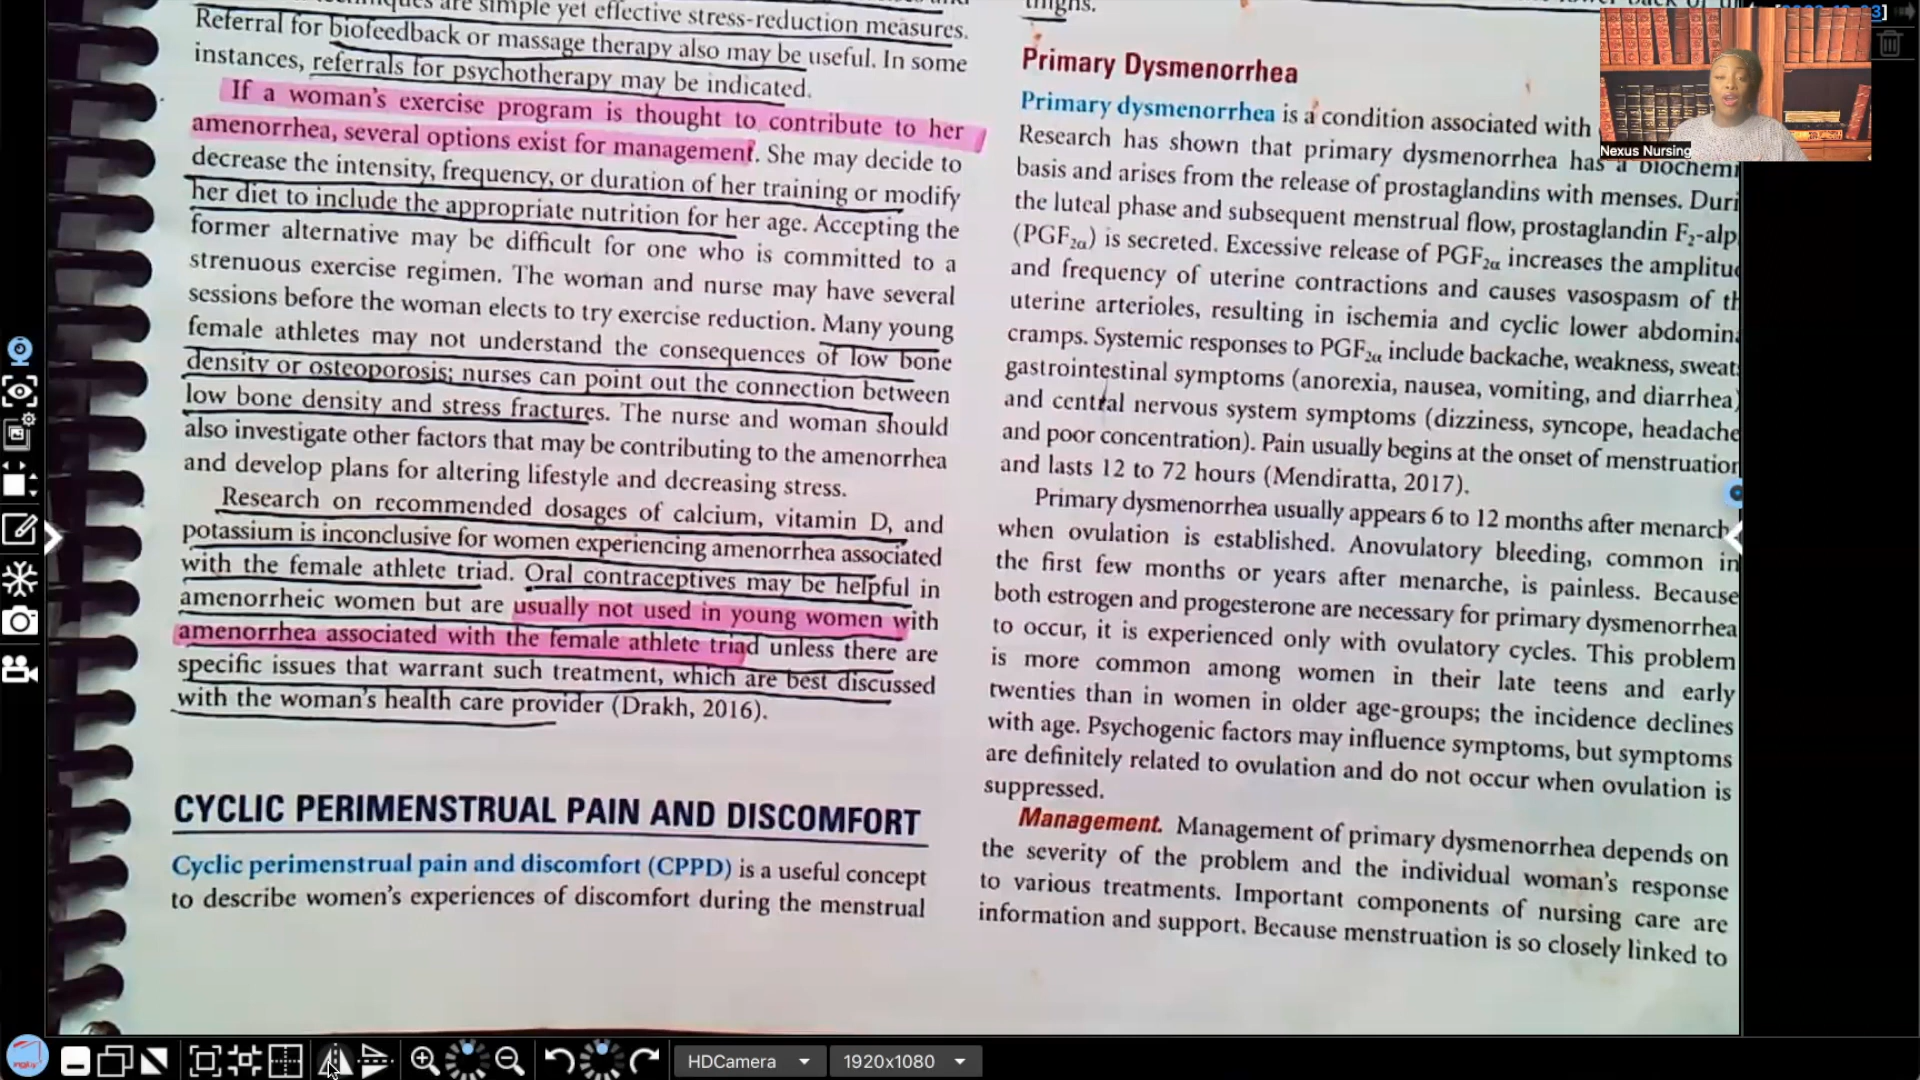 techniques are simple yet effective stress-reduction measures.
Referral for biofeedback or massage therapy also may be useful. In some
instances, referrals for psychotherapy may be indicated.
If a woman's exercise program is thought to contribute to her
amenorrhea, several options exist for management. She may decide to
decrease the intensity, frequency, or duration of her training or modify
her diet to include the appropriate nutrition for her age. Accepting the
former alternative may be difficult for one who is committed to a
strenuous exercise regimen. The woman and nurse may have several
sessions before the woman elects to try exercise reduction. Many young
female athletes may not understand the consequences of low bone
density or osteoporosis; nurses can point out the connection between
low bone density and stress fractures. The nurse and woman should
also investigate other factors that may be contributing to the amenorrhea
and develop plans for altering lifestyle and decreasing stress.
Research on recommended dosages of calcium, vitamin D, and
potassium is inconclusive for women experiencing amenorrhea associated
with the female athlete triad. Oral contraceptives may be helpful in
amenorrheic women but are usually not used in young women with
amenorrhea associated with the female athlete triad unless there are
specific issues that warrant such treatment, which are best discussed
with the woman's health care provider (Drakh, 2016).
CYCLIC PERIMENSTRUAL PAIN AND DISCOMFORT
Cyclic perimenstrual pain and discomfort (CPPD) is a useful concept
to describe women's experiences of discomfort during the menstrual
thighs.
Primary Dysmenorrhea
Primary dysmenorrhea is a condition associated with
Research has shown that primary dysmenorrhea has a biochemi
basis and arises from the release of prostaglandins with menses. Duri
the luteal phase and subsequent menstrual flow, prostaglandin F₂-alp
(PGF₂α) is secreted. Excessive release of PGF₂α increases the amplitu
and frequency of uterine contractions and causes vasospasm of th
uterine arterioles, resulting in ischemia and cyclic lower abdomin
cramps. Systemic responses to PGF₂α include backache, weakness, sweat
gastrointestinal symptoms (anorexia, nausea, vomiting, and diarrhea)
and central nervous system symptoms (dizziness, syncope, headache
and poor concentration). Pain usually begins at the onset of menstruation
and lasts 12 to 72 hours (Mendiratta, 2017).
Primary dysmenorrhea usually appears 6 to 12 months after menarch
when ovulation is established. Anovulatory bleeding, common in
the first few months or years after menarche, is painless. Because
both estrogen and progesterone are necessary for primary dysmenorrhea
to occur, it is experienced only with ovulatory cycles. This problem
is more common among women in their late teens and early
twenties than in women in older age-groups; the incidence declines
with age. Psychogenic factors may influence symptoms, but symptoms
are definitely related to ovulation and do not occur when ovulation is
suppressed.
Management. Management of primary dysmenorrhea depends on
the severity of the problem and the individual woman's response
to various treatments. Important components of nursing care are
information and support. Because menstruation is so closely linked to
Nexus Nursing
HDCamera
1920x1080